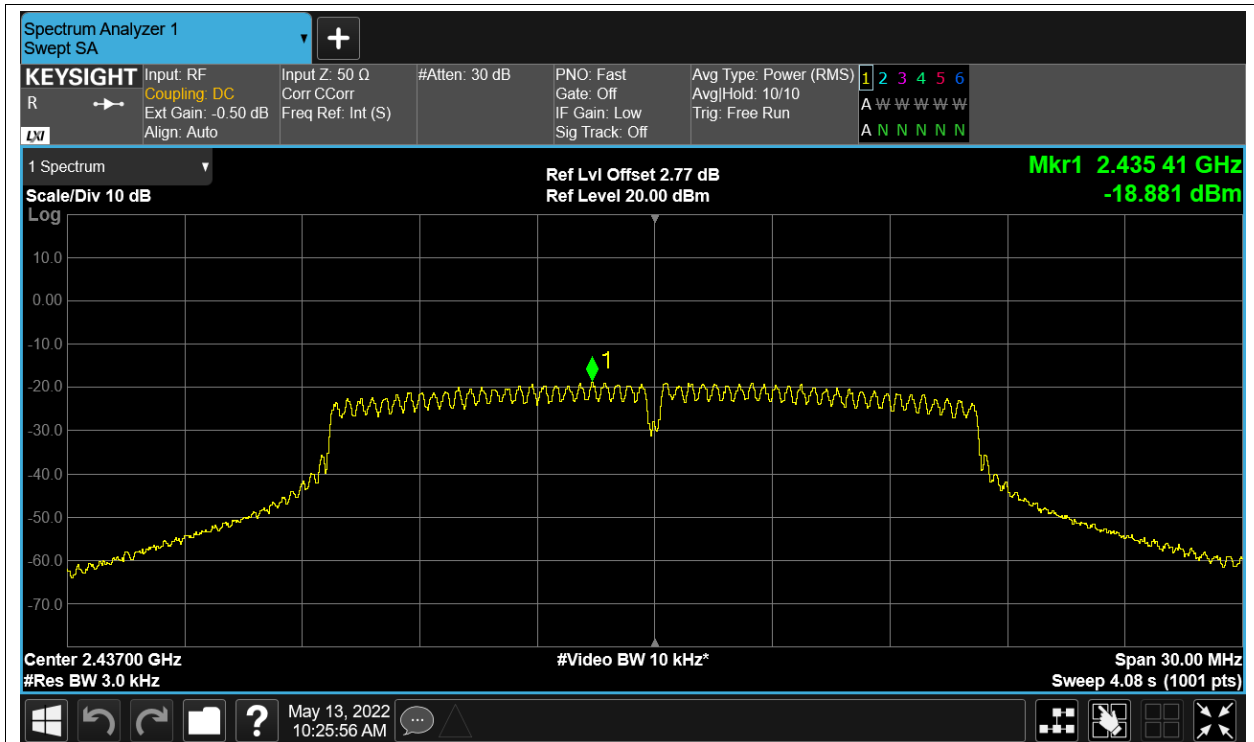 Spectrum Analyzer 1
Swept SA
+
KEYSIGHT
R
LXI
Input: RF
Coupling: DC
Ext Gain: -0.50 dB
Align: Auto
Input Z: 50 Ω
Corr CCorr
Freq Ref: Int (S)
#Atten: 30 dB
PNO: Fast
Gate: Off
IF Gain: Low
Sig Track: Off
Avg Type: Power (RMS)
Avg|Hold: 10/10
Trig: Free Run
1 2 3 4 5 6
A W W W W W
A N N N N N
1 Spectrum
Scale/Div 10 dB
Ref Lvl Offset 2.77 dB
Ref Level 20.00 dBm
Mkr1 2.435 41 GHz
-18.881 dBm
Log
10.0
0.00
-10.0
-20.0
-30.0
-40.0
-50.0
-60.0
-70.0
1
Center 2.43700 GHz
#Res BW 3.0 kHz
#Video BW 10 kHz*
Span 30.00 MHz
Sweep 4.08 s (1001 pts)
?
May 13, 2022
10:25:56 AM